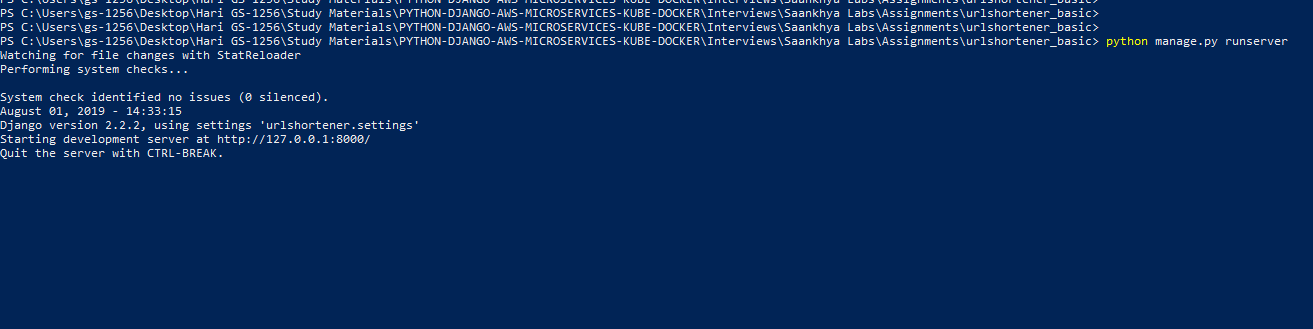 PS C:\Users\gs-1256\Desktop\Hari GS-1256\Study Materials\PYTHON-DJANGO-AWS-MICROSERVICES-KUBE-DOCKER\Interviews\Saankhya Labs\Assignments\urlshortener_basic>
PS C:\Users\gs-1256\Desktop\Hari GS-1256\Study Materials\PYTHON-DJANGO-AWS-MICROSERVICES-KUBE-DOCKER\Interviews\Saankhya Labs\Assignments\urlshortener_basic>
PS C:\Users\gs-1256\Desktop\Hari GS-1256\Study Materials\PYTHON-DJANGO-AWS-MICROSERVICES-KUBE-DOCKER\Interviews\Saankhya Labs\Assignments\urlshortener_basic>
PS C:\Users\gs-1256\Desktop\Hari GS-1256\Study Materials\PYTHON-DJANGO-AWS-MICROSERVICES-KUBE-DOCKER\Interviews\Saankhya Labs\Assignments\urlshortener_basic> python manage.py runserver
Watching for file changes with StatReloader
Performing system checks...
System check identified no issues (0 silenced).
August 01, 2019 - 14:33:15
Django version 2.2.2, using settings 'urlshortener.settings'
Starting development server at http://127.0.0.1:8000/
Quit the server with CTRL-BREAK.